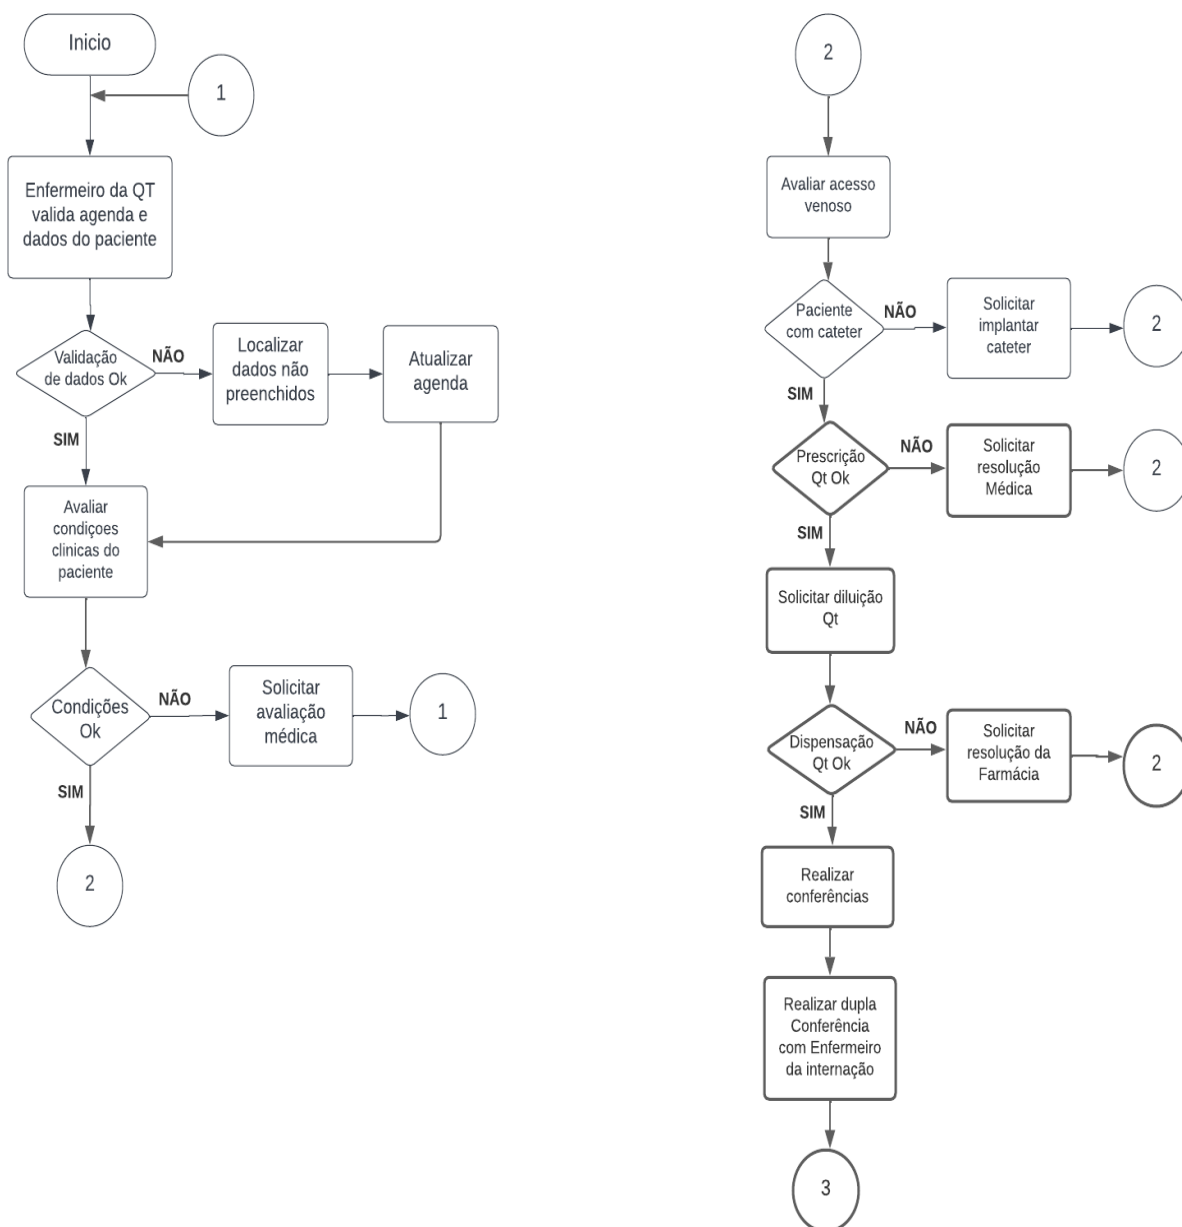 Inicio
1
Enfermeiro da QT
valida agenda e
dados do paciente
Validação
de dados Ok
NÃO
Localizar
dados não
preenchidos
Atualizar
agenda
SIM
Avaliar
condiçoes
clinicas do
paciente
Condições
Ok
NÃO
Solicitar
avaliação
médica
1
SIM
2
2
Avaliar acesso
venoso
Paciente
com cateter
NÃO
Solicitar
implantar
cateter
2
SIM
Prescrição
Qt Ok
NÃO
Solicitar
resolução
Médica
2
SIM
Solicitar diluição
Qt
Dispensação
Qt Ok
NÃO
Solicitar
resolução da
Farmácia
2
SIM
Realizar
conferências
Realizar dupla
Conferência
com Enfermeiro
da internação
3